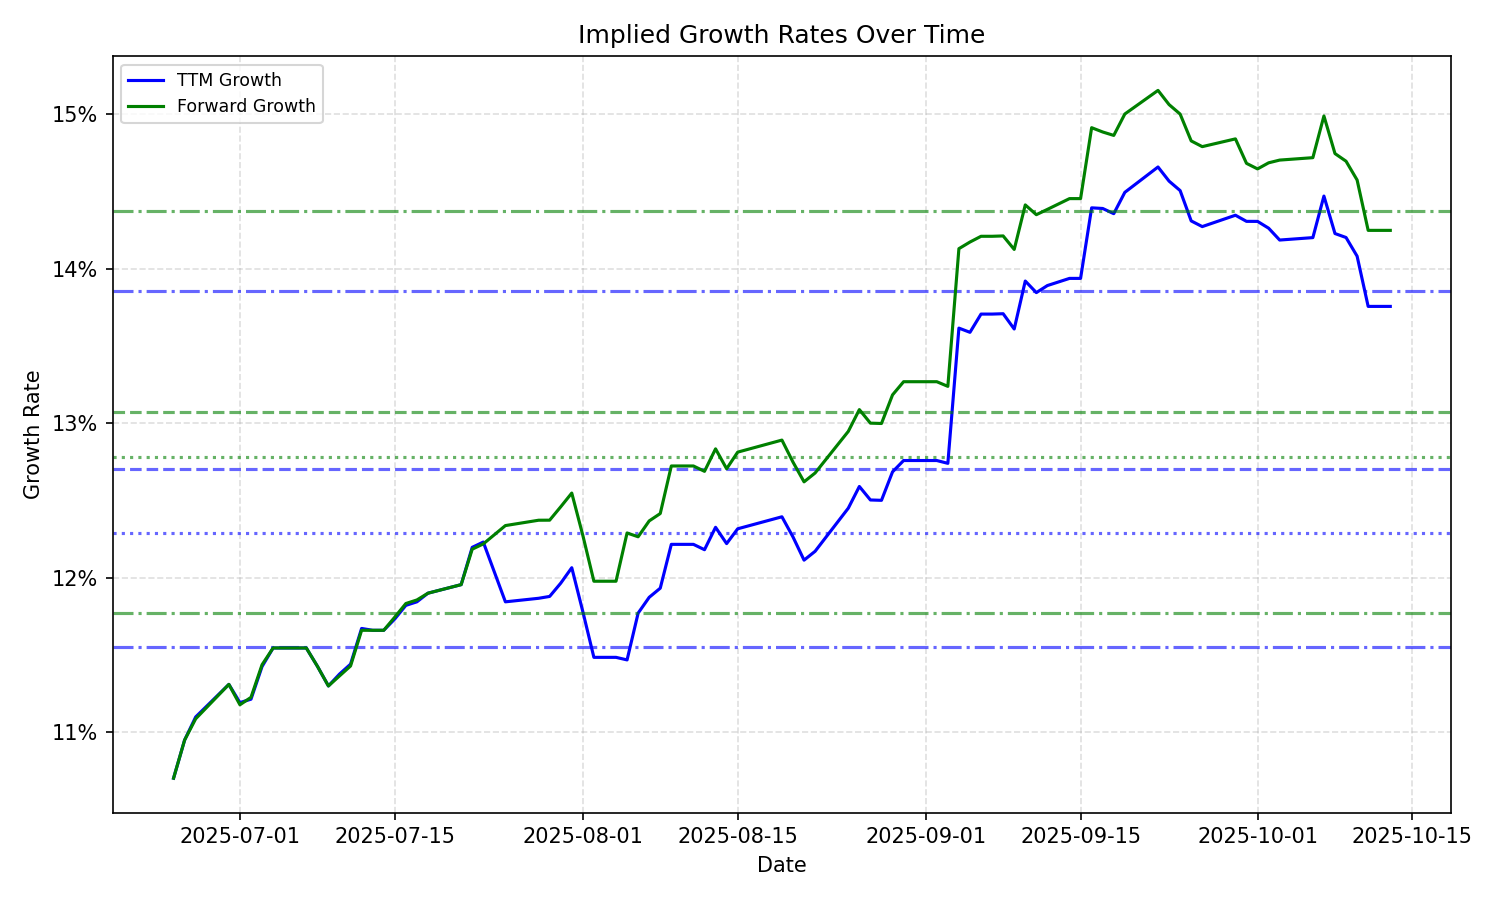 Implied Growth Rates Over Time
TTM Growth
Forward Growth
15%
14%
13%
12%
11%
Growth Rate
2025-07-01
2025-07-15
2025-08-01
2025-08-15
2025-09-01
2025-09-15
2025-10-01
2025-10-15
Date